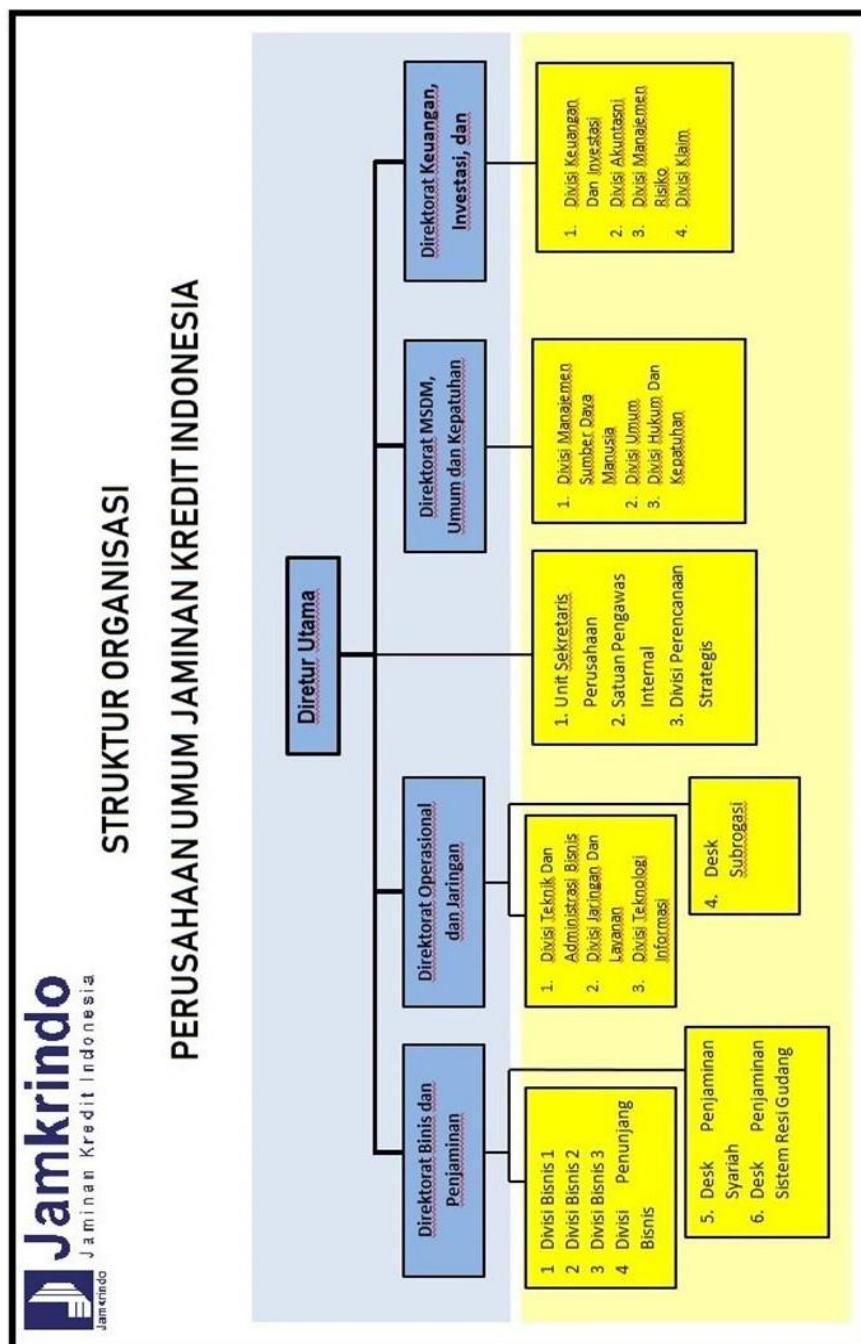 Jamkrindo
Jamkrindo
Jaminan Kredit Indonesia
STRUKTUR ORGANISASI
PERUSAHAAN UMUM JAMINAN KREDIT INDONESIA
Diretur Utama
Direktorat Binis dan
Penjaminan
Direktorat Operasional
dan Jaringan
Direktorat MSDM,
Umum dan Kepatuhan
Direktorat Keuangan,
Investasi, dan
1 Divisi Bisnis 1
2 Divisi Bisnis 2
3 Divisi Bisnis 3
4 Divisi Penunjang
Bisnis
5. Desk Penjaminan
Syariah
6. Desk Penjaminan
Sistem Resi Gudang
1. Divisi Teknik Dan
Administrasi Bisnis
2. Divisi Jaringan Dan
Layanan
3. Divisi Teknologi
Informasi
4. Desk
Subrogasi
1. Unit Sekretaris
Perusahaan
2. Satuan Pengawas
Internal
3. Divisi Perencanaan
Strategis
1. Divisi Manajemen
Sumber Daya
Manusia
2. Divisi Umum
3. Divisi Hukum Dan
Kepatuhan
1. Divisi Keuangan
Dan Investasi
2. Divisi Akuntasni
3. Divisi Manajemen
Risiko
4. Divisi Klaim